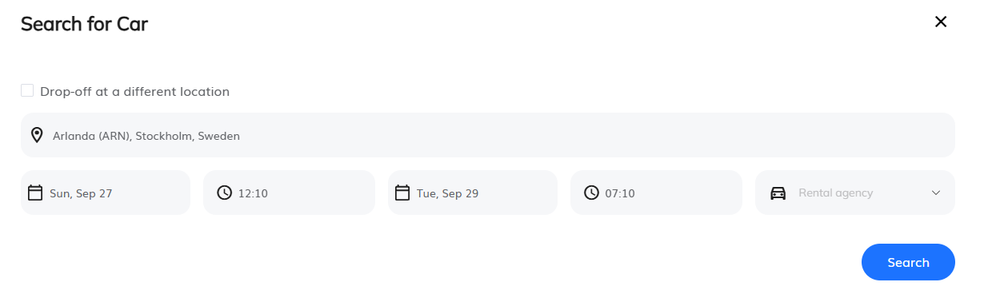 Search for Car
Drop-off at a different location
Arlanda (ARN), Stockholm, Sweden
Sun, Sep 27 12:10 Tue, Sep 29 07:10 Rental agency
Search